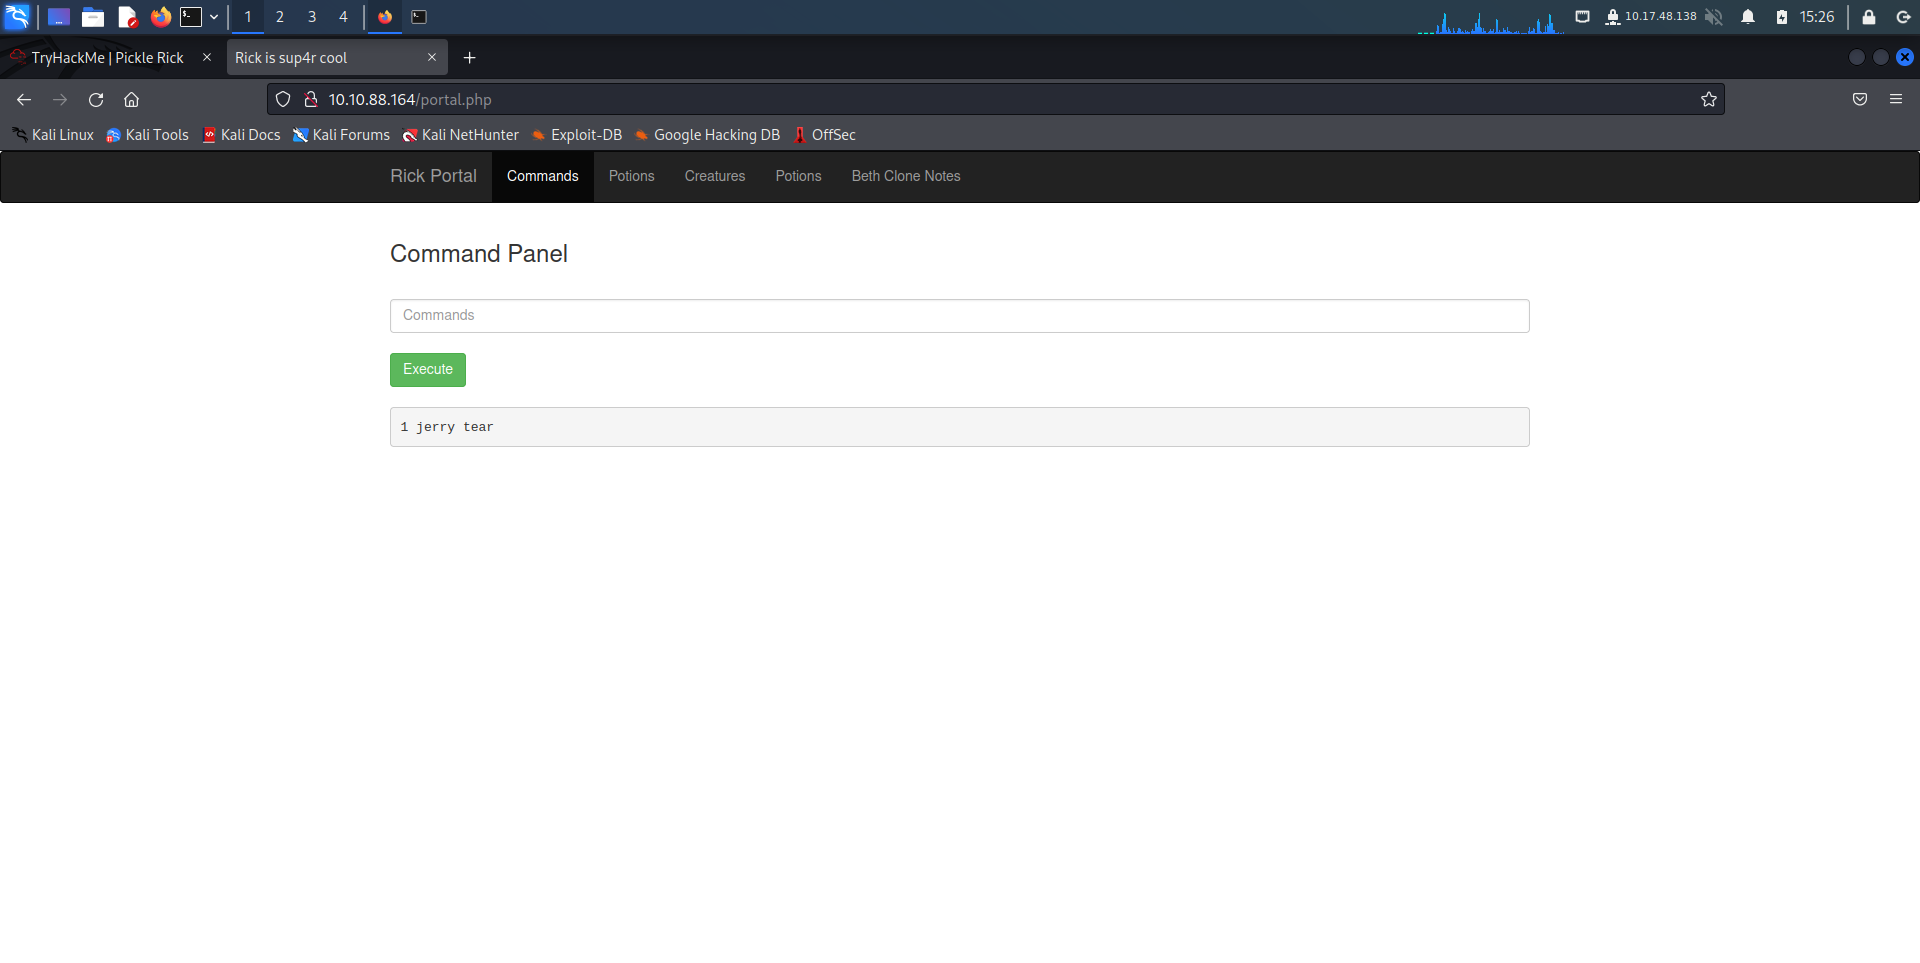 1 2 3 4 10.17.48.138 15:26
TryHackMe | Pickle Rick Rick is sup4r cool
10.10.88.164/portal.php
Kali Linux Kali Tools Kali Docs Kali Forums Kali NetHunter Exploit-DB Google Hacking DB OffSec
Rick Portal Commands Potions Creatures Potions Beth Clone Notes
Command Panel
Commands
Execute
1 jerry tear